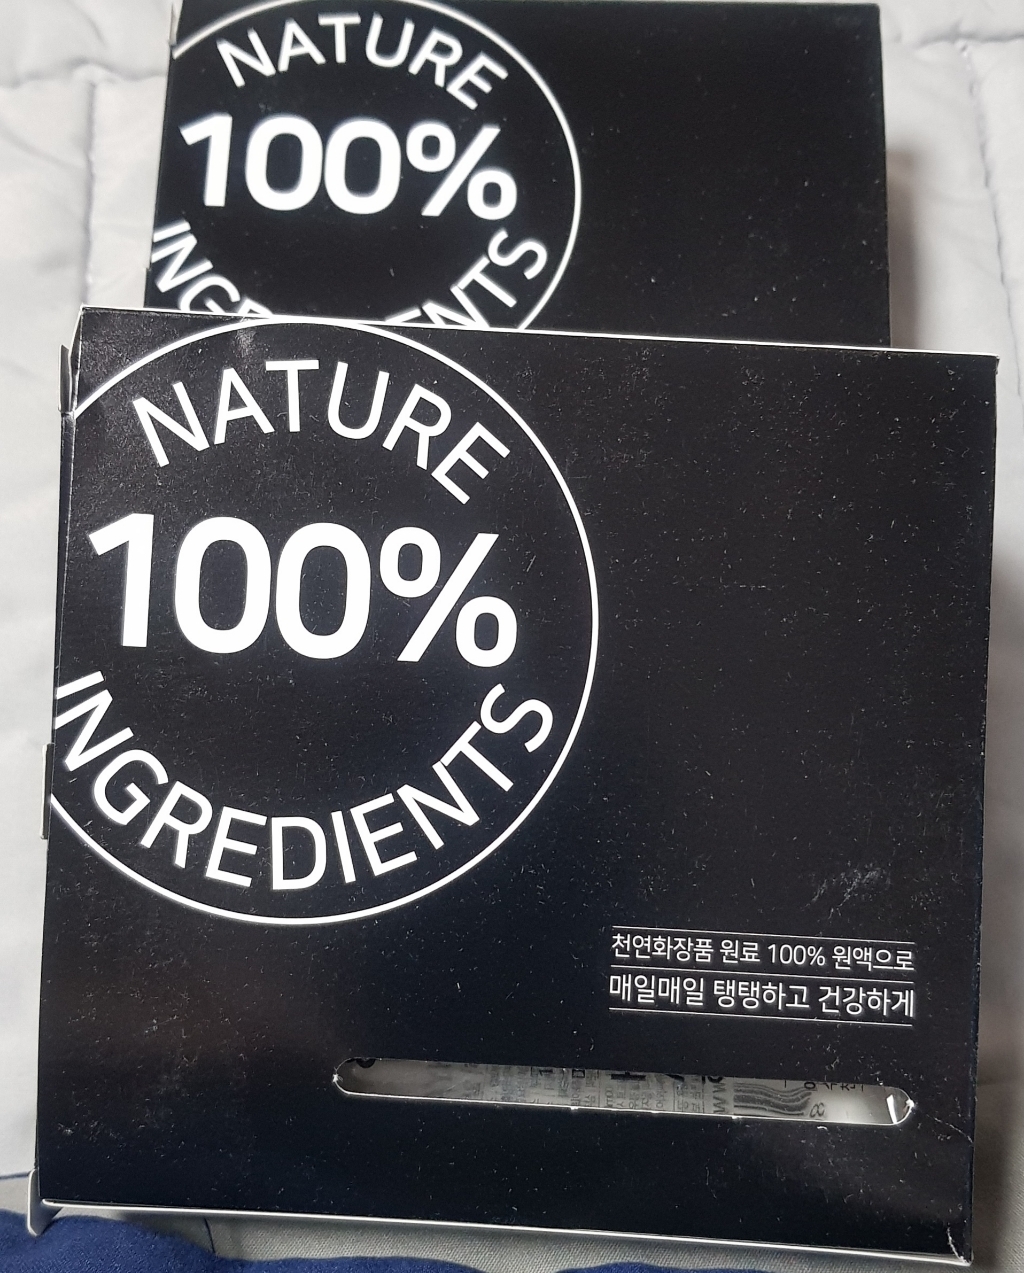 NATURE
100%
INGREDIENTS
NATURE
100%
INGREDIENTS
천연화장품 원료 100% 원액으로
매일매일 탱탱하고 건강하게